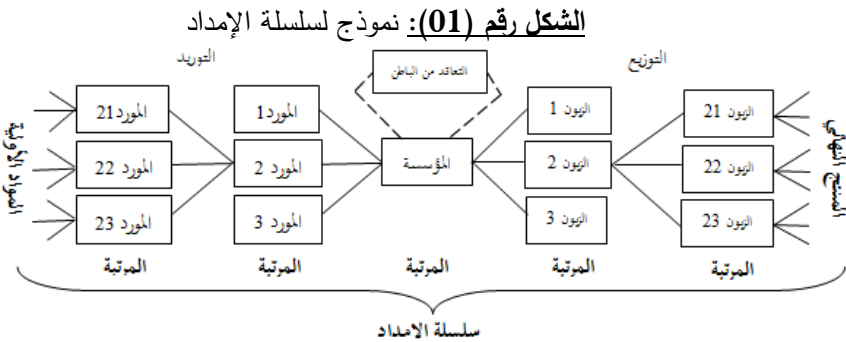 الشكل رقم (01): نموذج لسلسلة الإمداد
التوزيع
التعاقد من الباطن
التوريد
المنتج النهائي
الزبون 21
الزبون 22
الزبون 23
الزبون 1
الزبون 2
الزبون 3
المؤسسة
المورد1
المورد 2
المورد 3
المورد21
المورد 22
المورد 23
المواد الأولية
المرتبة
المرتبة
المرتبة
المرتبة
المرتبة
سلسلة الامداد